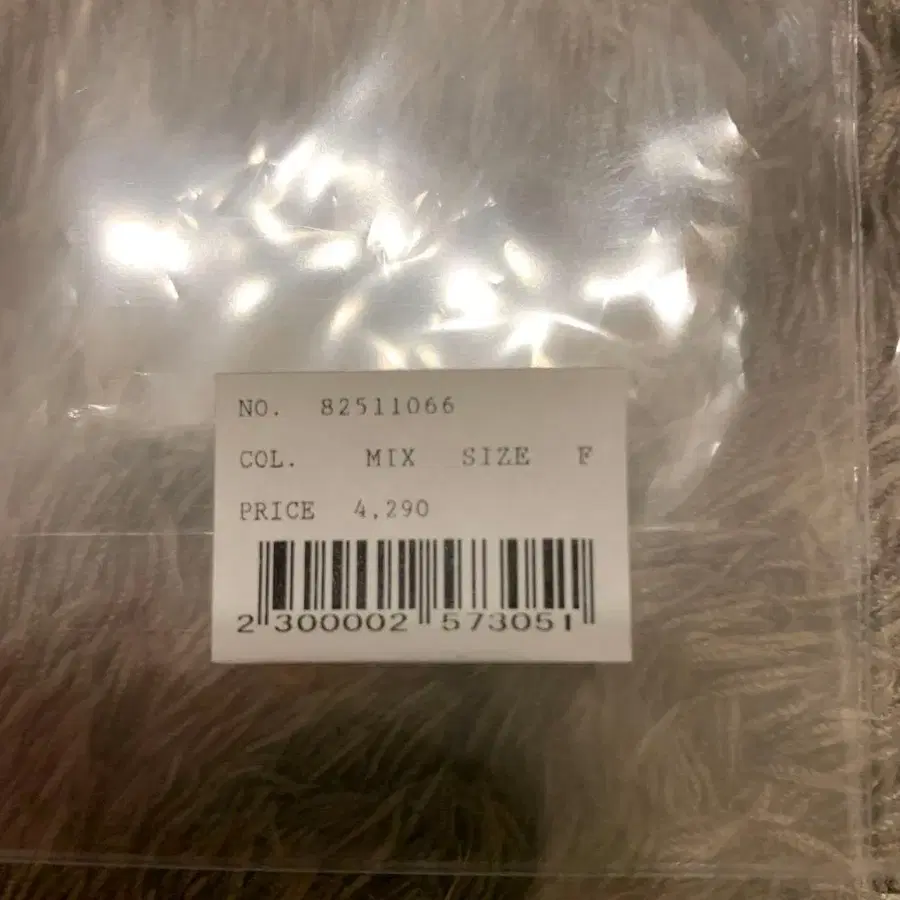 NO. 82511066
COL. MIX SIZE F
PRICE 4,290
2 300002 573051